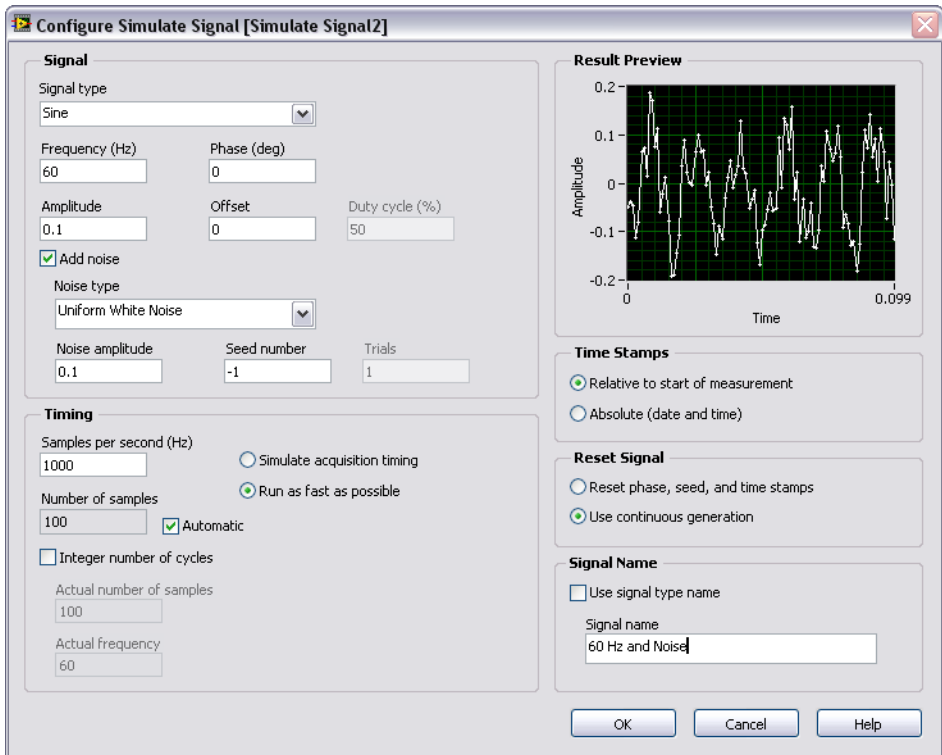 Configure Simulate Signal [Simulate Signal2]
Signal
Signal type
Sine
Frequency (Hz)
Phase (deg)
60
0
Amplitude
Offset
Duty cycle (%)
0.1
0
50
Add noise
Noise type
Uniform White Noise
Noise amplitude
Seed number
Trials
0.1
-1
1
Timing
Samples per second (Hz)
1000
Simulate acquisition timing
Run as fast as possible
Number of samples
100
Automatic
Integer number of cycles
Actual number of samples
100
Actual frequency
60
Result Preview
0.2
0.1
0
-0.1
-0.2
Amplitude
0
0.099
Time
Time Stamps
Relative to start of measurement
Absolute (date and time)
Reset Signal
Reset phase, seed, and time stamps
Use continuous generation
Signal Name
Use signal type name
Signal name
60 Hz and Noise
OK
Cancel
Help